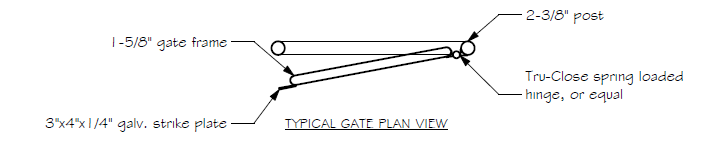 2-3/8" post
1-5/8" gate frame
Tru-Close spring loaded
hinge, or equal
3"x4"x1/4" galv. strike plate
TYPICAL GATE PLAN VIEW